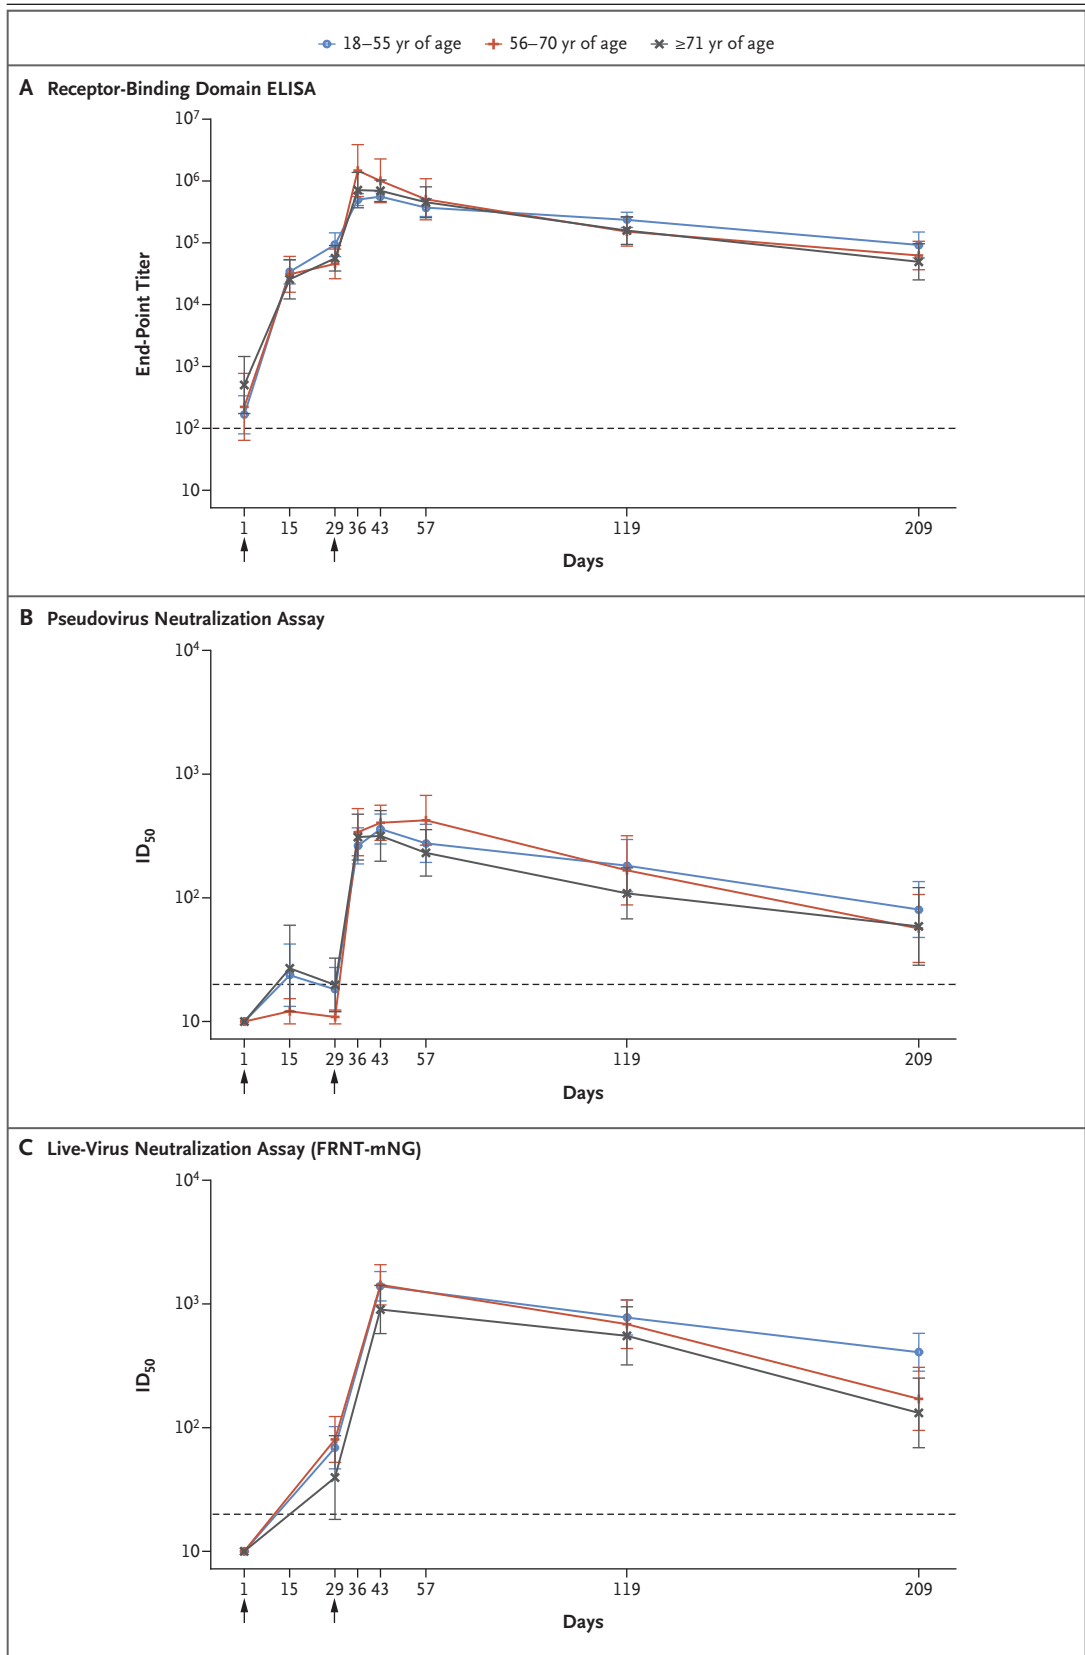 18–55 yr of age 56–70 yr of age ≥71 yr of age
A Receptor-Binding Domain ELISA
10⁷
10⁶
10⁵
10⁴
10³
10²
10
End-Point Titer
1 15 29 36 43 57 119 209
Days
B Pseudovirus Neutralization Assay
10⁴
10³
10²
10
ID₅₀
1 15 29 36 43 57 119 209
Days
C Live-Virus Neutralization Assay (FRNT-mNG)
10⁴
10³
10²
10
ID₅₀
1 15 29 36 43 57 119 209
Days